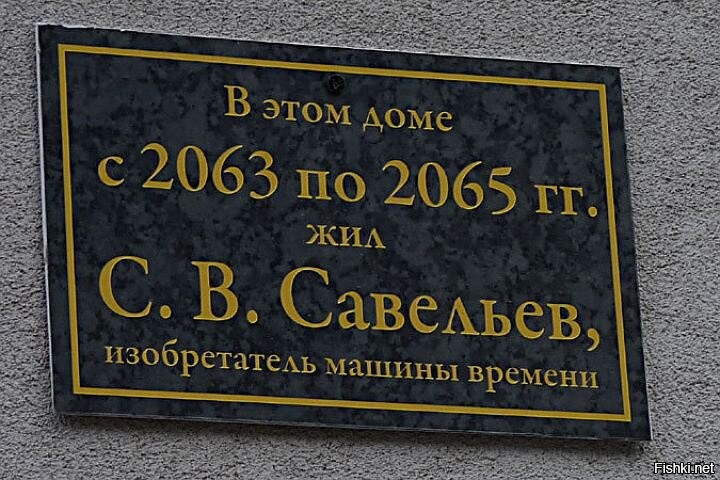 В этом доме
с 2063 по 2065 гг.
жил
С. В. Савельев,
изобретатель машины времени
Fishki.net